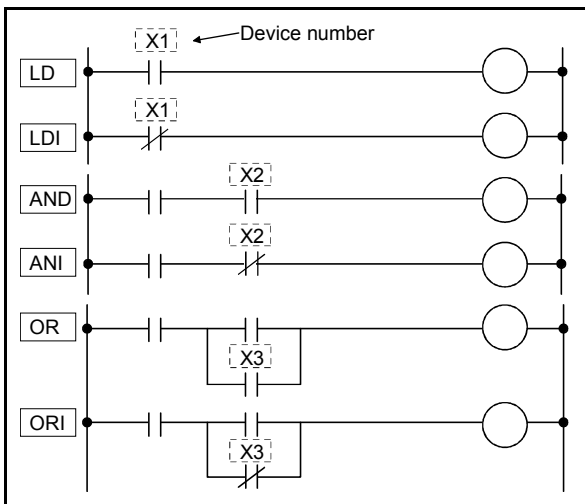 X1
Device number
LD
X1
LDI
X2
AND
X2
ANI
OR
X3
ORI
X3